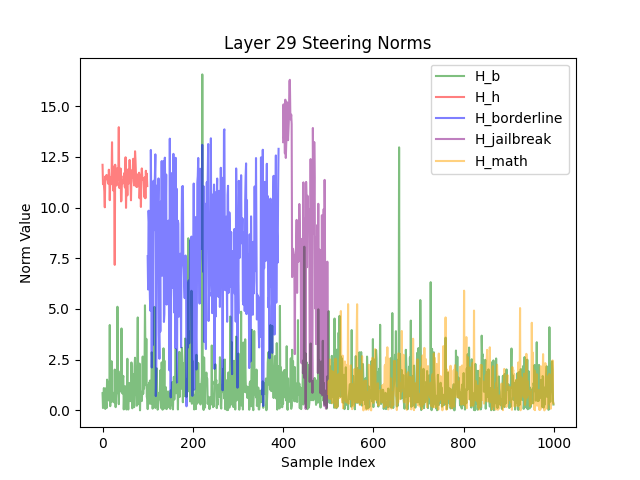 Layer 29 Steering Norms
H_b
H_h
H_borderline
H_jailbreak
H_math
Norm Value
15.0
12.5
10.0
7.5
5.0
2.5
0.0
0
200
400
600
800
1000
Sample Index